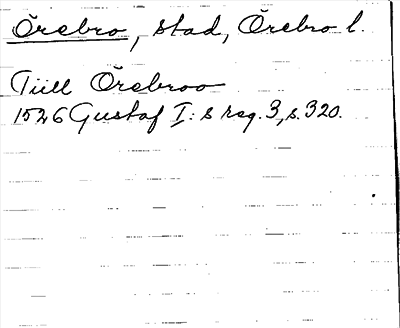 Örebro, stad, Örebro l.
Tiill Örebroo
1526 Gustaf I:s reg. 3, s. 320.